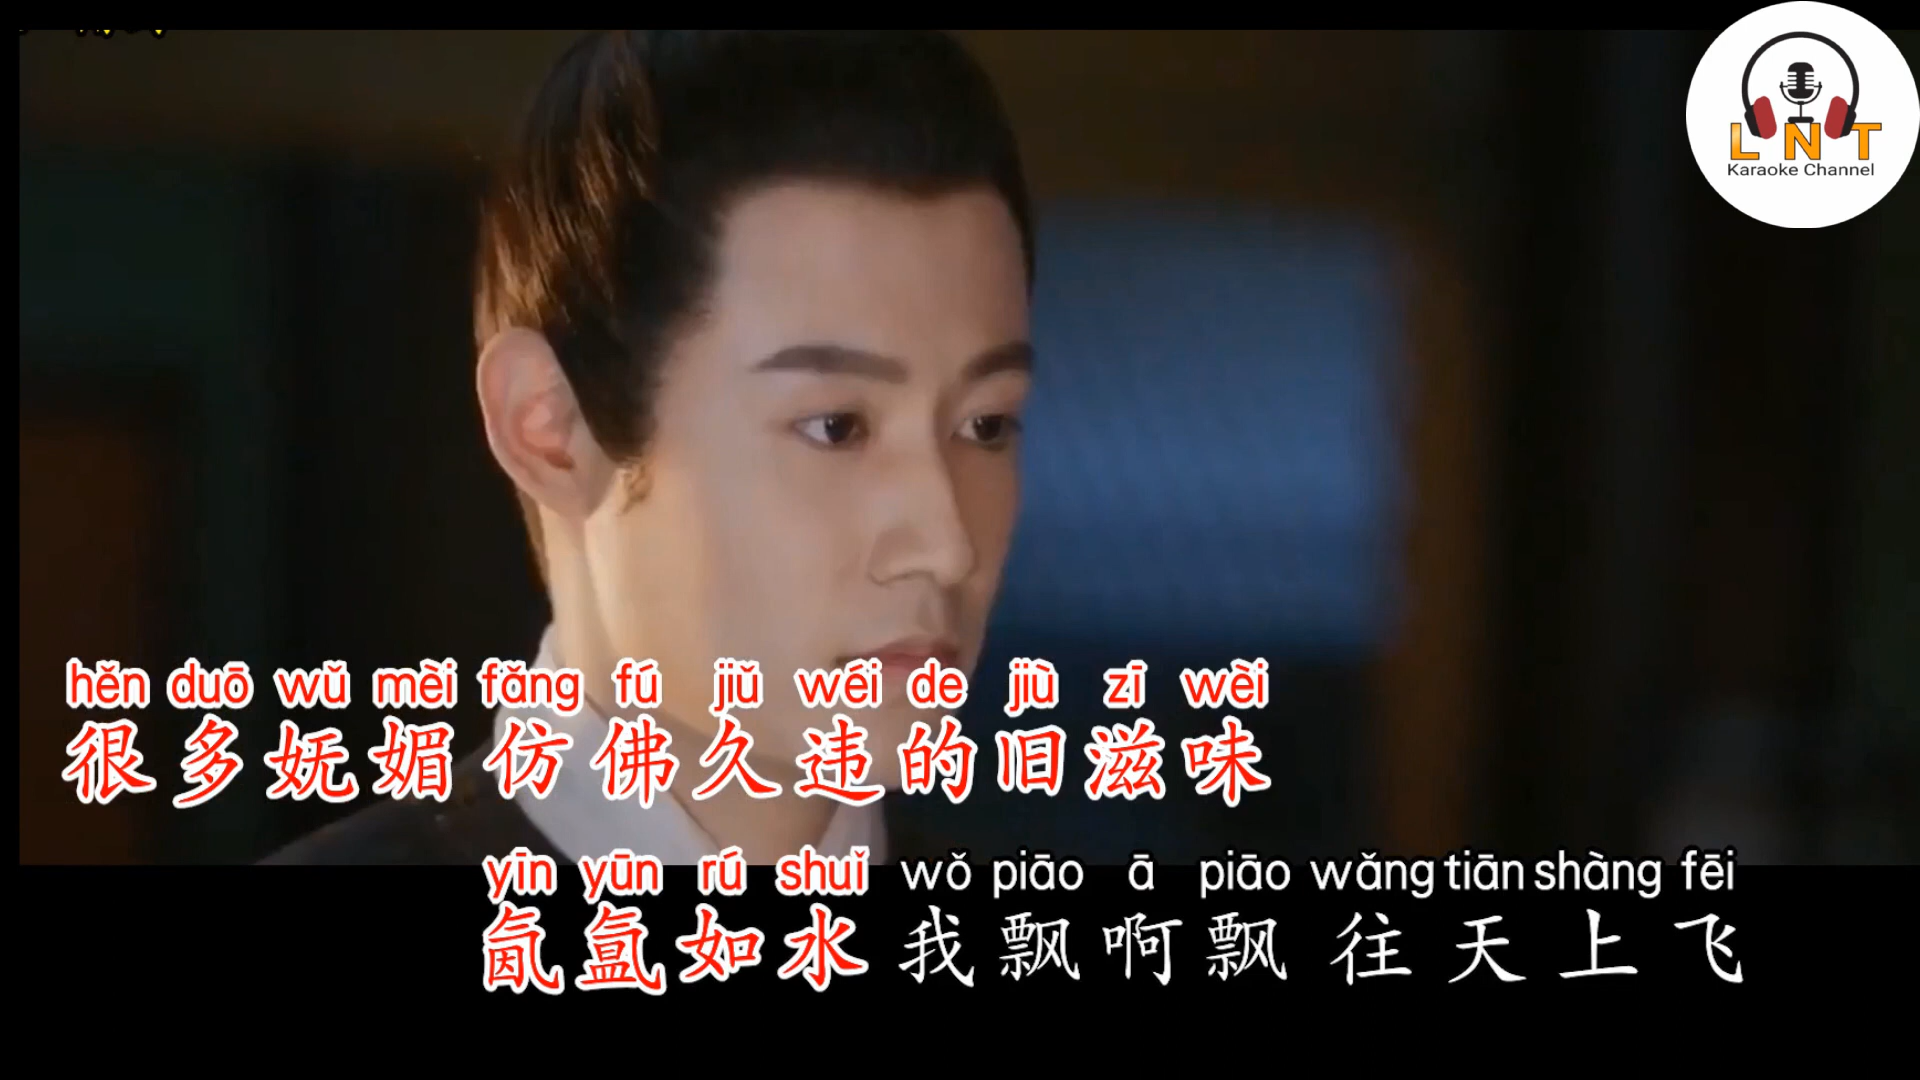 L N T
Karaoke Channel
hěn duō wǔ mèi fǎng fú jiǔ wéi de jiù zī wèi
很多妩媚仿佛久违的旧滋味
yīn yūn rú shuǐ wǒ piāo ā piāo wǎng tiān shàng fēi
氤氲如水我飘啊飘往天上飞